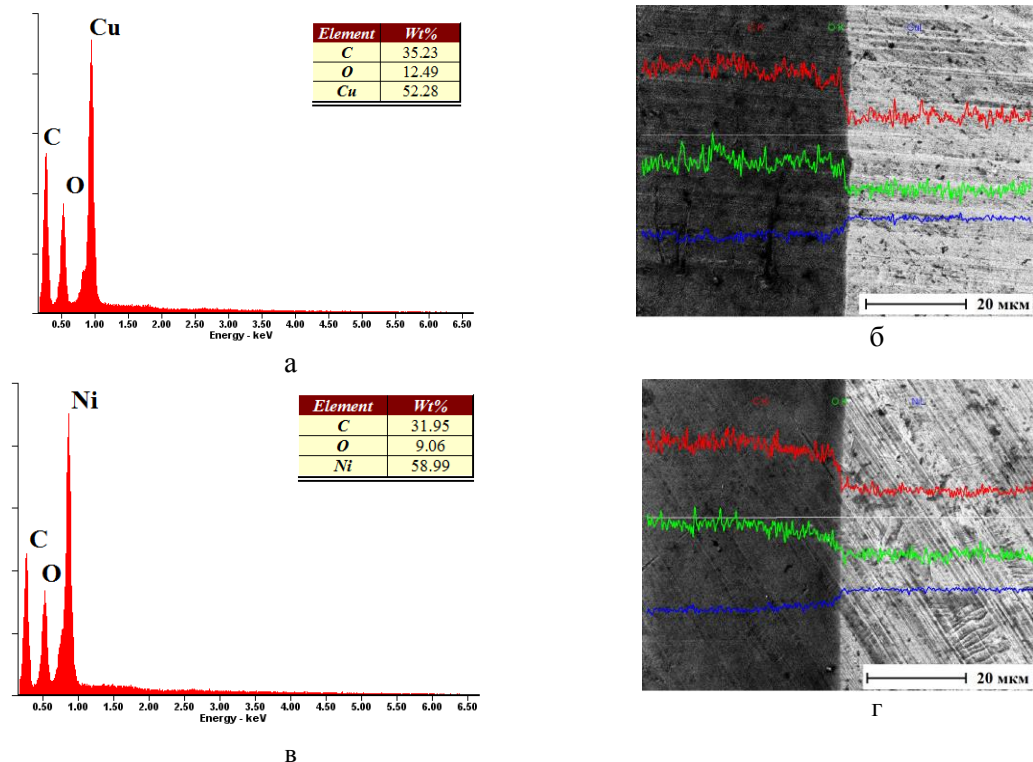 Cu
C
O
Element Wt%
C 35.23
O 12.49
Cu 52.28
0.50 1.00 1.50 2.00 2.50 3.00 3.50 4.00 4.50 5.00 5.50 6.00 6.50
Energy - keV
а
O K
20 мкм
б
Ni
C
O
Element Wt%
C 31.95
O 9.06
Ni 58.99
0.50 1.00 1.50 2.00 2.50 3.00 3.50 4.00 4.50 5.00 5.50 6.00 6.50
Energy - keV
в
O K
20 мкм
г